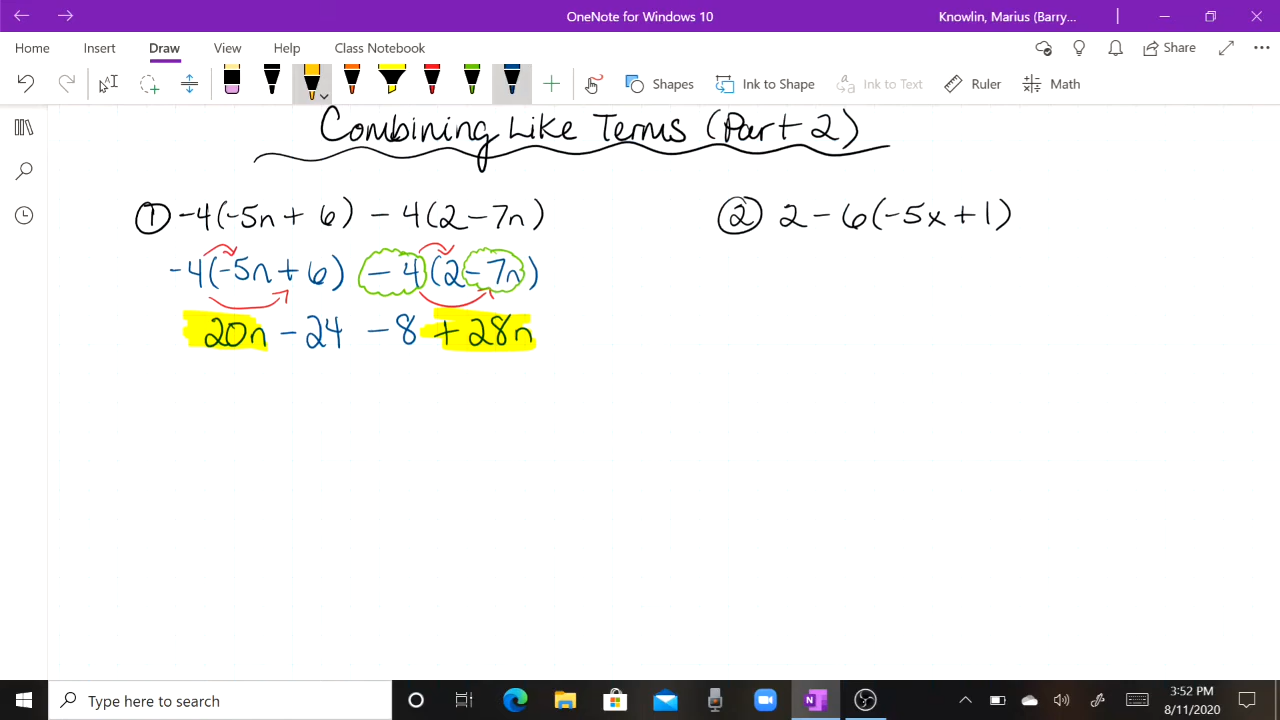 OneNote for Windows 10
Knowlin, Marius (Barry...
Home Insert Draw View Help Class Notebook
Share
Shapes Ink to Shape Ink to Text Ruler Math
Combining Like Terms (Part 2)
① -4(-5n + 6) - 4(2 - 7n)
② 2 - 6(-5x + 1)
-4(-5n + 6) - 4(2 - 7n)
20n - 24 - 8 + 28n
Type here to search
3:52 PM
8/11/2020